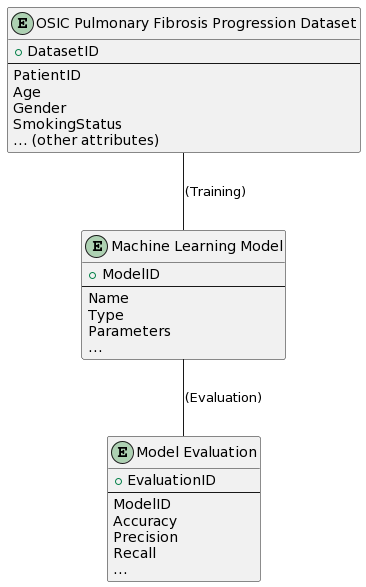 E OSIC Pulmonary Fibrosis Progression Dataset
DatasetID
PatientID
Age
Gender
SmokingStatus
... (other attributes)
(Training)
E Machine Learning Model
ModelID
Name
Type
Parameters
...
(Evaluation)
E Model Evaluation
EvaluationID
ModelID
Accuracy
Precision
Recall
...